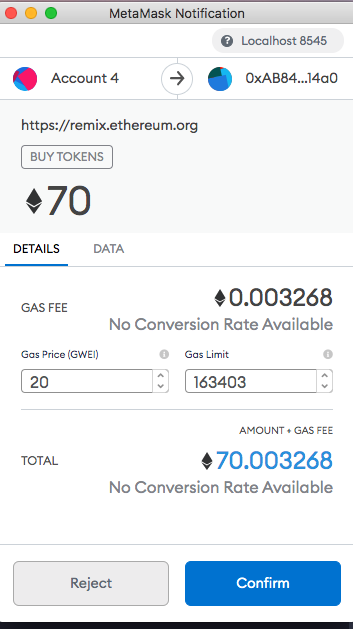 MetaMask Notification
Localhost 8545
Account 4
0xAB84...14a0
https://remix.ethereum.org
BUY TOKENS
70
DETAILS DATA
GAS FEE
0.003268
No Conversion Rate Available
Gas Price (GWEI) Gas Limit
20 163403
AMOUNT + GAS FEE
TOTAL
70.003268
No Conversion Rate Available
Reject Confirm